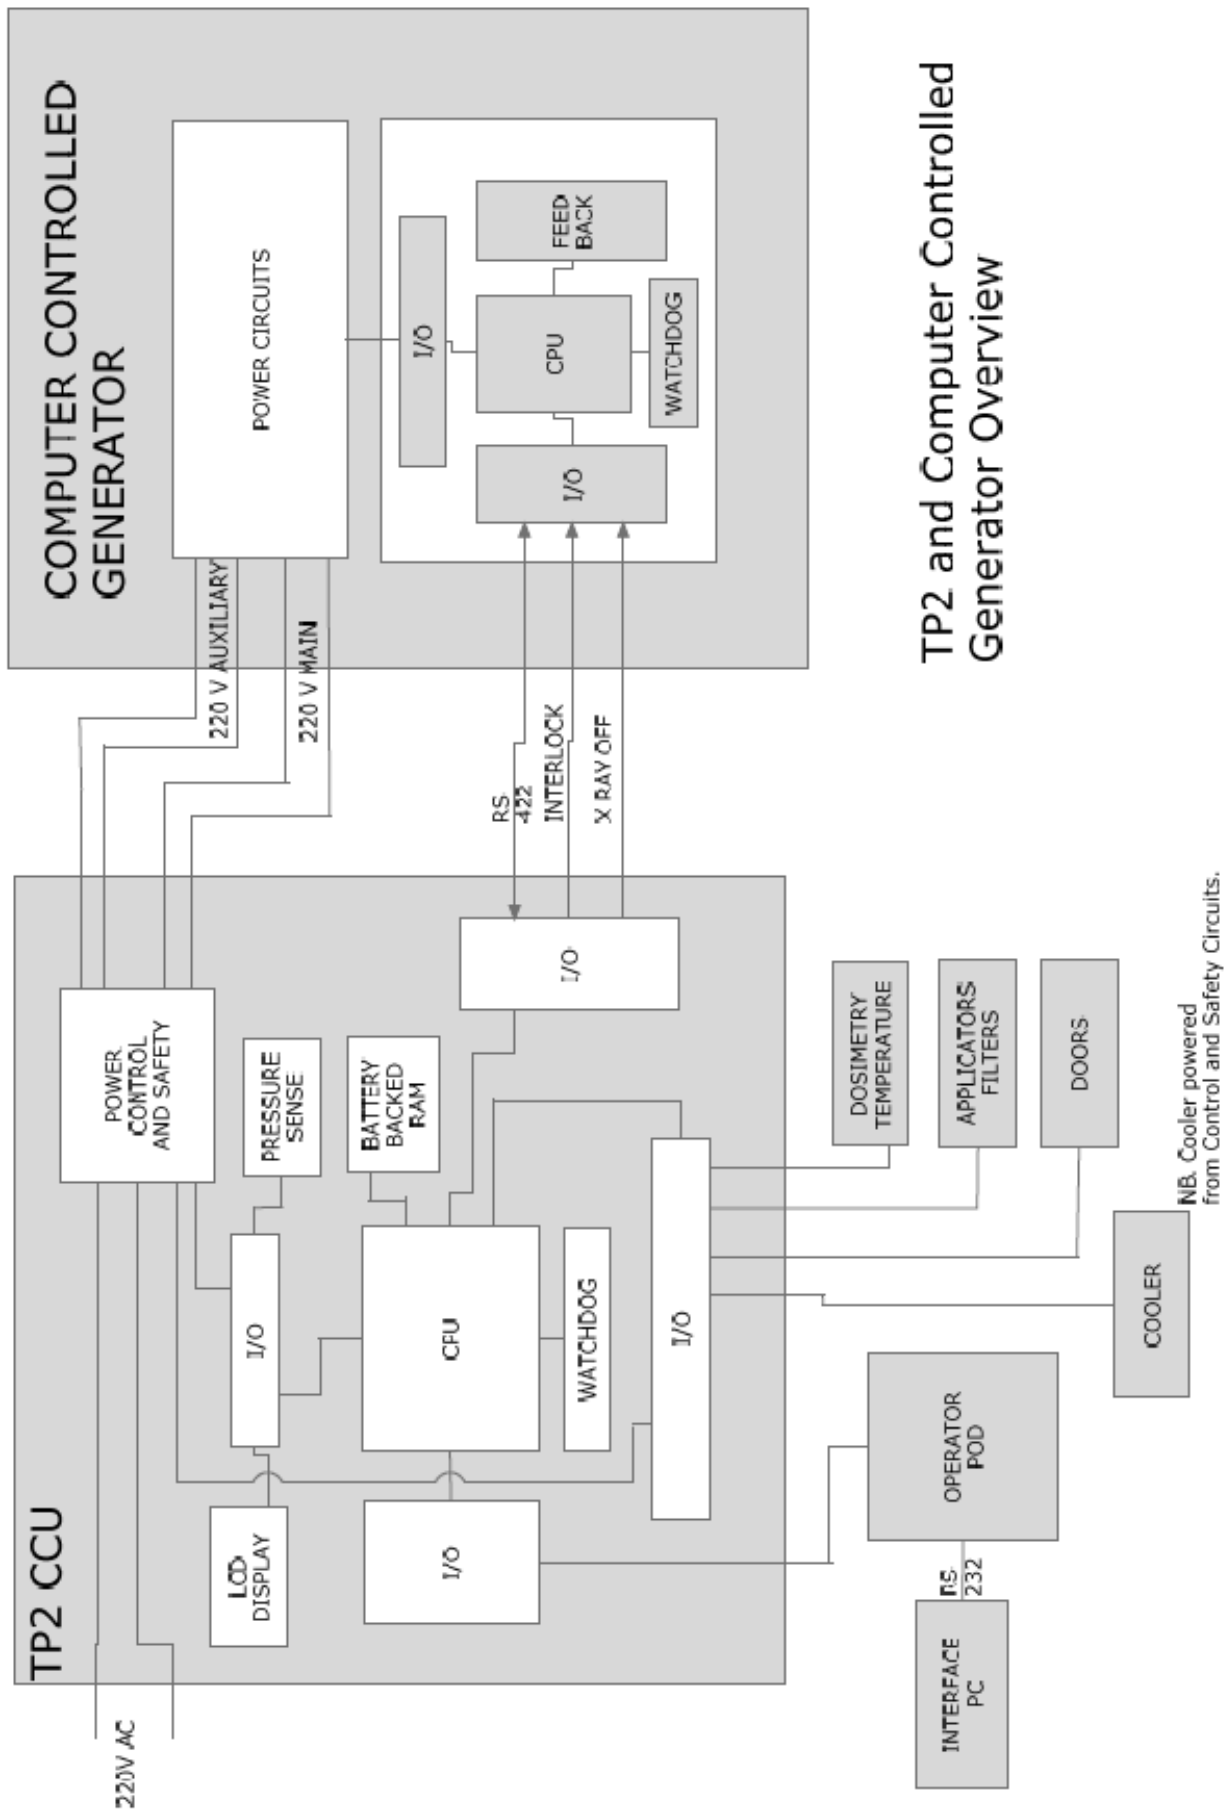 TP2 CCU
220V AC
POWER
CONTROL
AND SAFETY
PRESSURE
SENSE
BATTERY
BACKED
RAM
LCD
DISPLAY
I/O
CPU
WATCHDOG
I/O
I/O
I/O
COMPUTER CONTROLLED
GENERATOR
220 V AUXILIARY
220 V MAIN
POWER CIRCUITS
I/O
CPU
FEED
BACK
WATCHDOG
I/O
RS-
422
INTERLOCK
X RAY OFF
DOSIMETRY
TEMPERATURE
APPLICATORS
FILTERS
DOORS
COOLER
NB. Cooler powered
from Control and Safety Circuits.
OPERATOR
POD
RS-
232
INTERFACE
PC
TP2 and Computer Controlled
Generator Overview